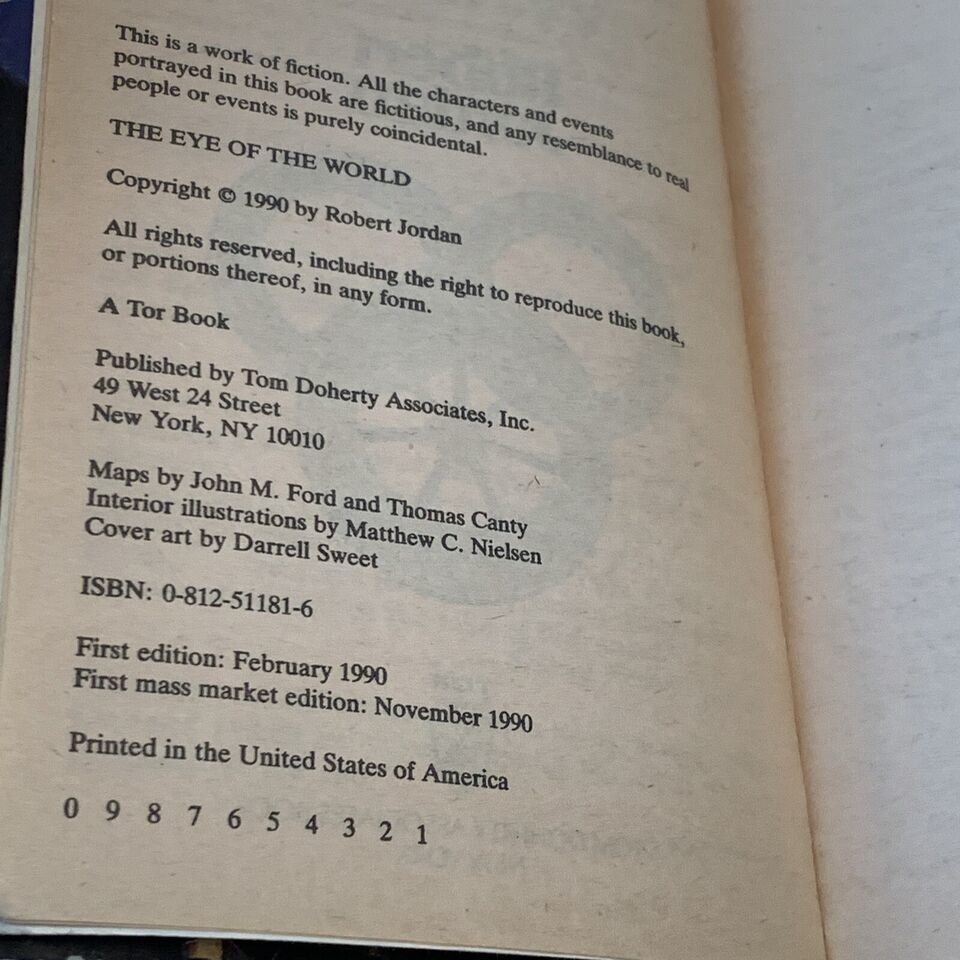 This is a work of fiction. All the characters and events
portrayed in this book are fictitious, and any resemblance to real
people or events is purely coincidental.
THE EYE OF THE WORLD
Copyright © 1990 by Robert Jordan
All rights reserved, including the right to reproduce this book,
or portions thereof, in any form.
A Tor Book
Published by Tom Doherty Associates, Inc.
49 West 24 Street
New York, NY 10010
Maps by John M. Ford and Thomas Canty
Interior illustrations by Matthew C. Nielsen
Cover art by Darrell Sweet
ISBN: 0-812-51181-6
First edition: February 1990
First mass market edition: November 1990
Printed in the United States of America
0 9 8 7 6 5 4 3 2 1